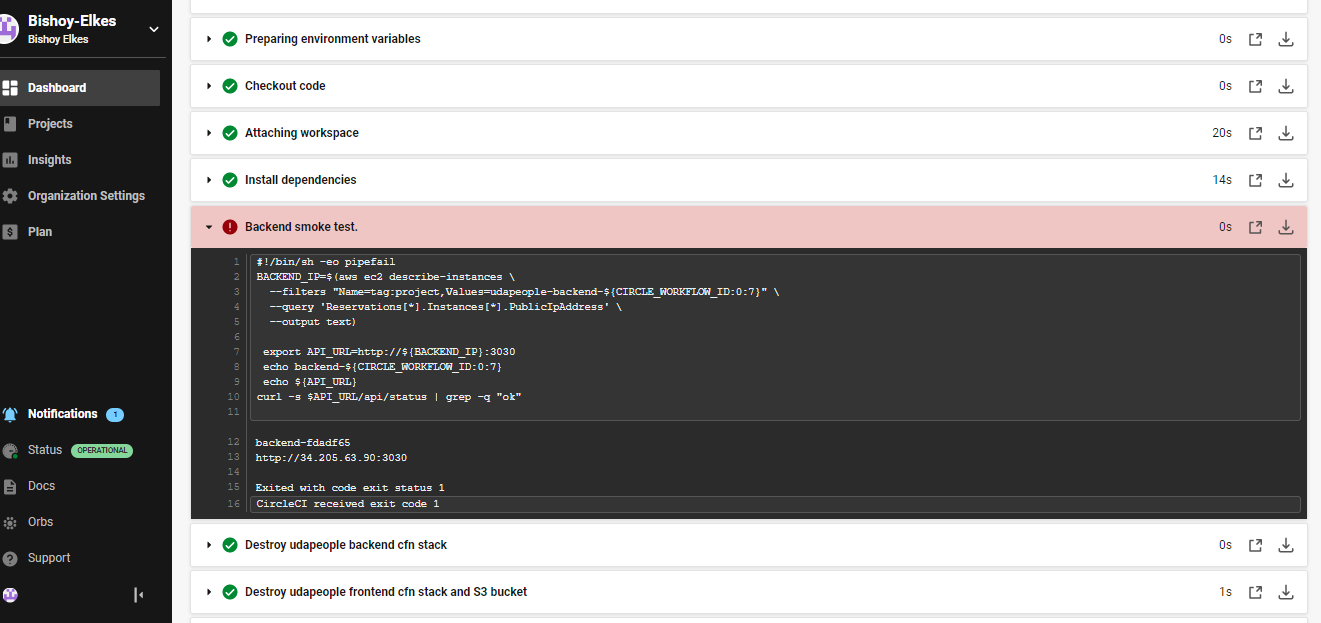 Bishoy-Elkes
Bishoy Elkes
Dashboard
Projects
Insights
Organization Settings
Plan
Notifications 1
Status OPERATIONAL
Docs
Orbs
Support
Preparing environment variables 0s
Checkout code 0s
Attaching workspace 20s
Install dependencies 14s
Backend smoke test. 0s
1 #!/bin/sh -eo pipefail
2 BACKEND_IP=$(aws ec2 describe-instances \
3 --filters "Name=tag:project,Values=udapeople-backend-${CIRCLE_WORKFLOW_ID:0:7}" \
4 --query 'Reservations[*].Instances[*].PublicIpAddress' \
5 --output text)
6
7 export API_URL=http://${BACKEND_IP}:3030
8 echo backend-${CIRCLE_WORKFLOW_ID:0:7}
9 echo ${API_URL}
10 curl -s $API_URL/api/status | grep -q "ok"
11
12 backend-fdadf65
13 http://34.205.63.90:3030
14
15 Exited with code exit status 1
16 CircleCI received exit code 1
Destroy udapeople backend cfn stack 0s
Destroy udapeople frontend cfn stack and S3 bucket 1s